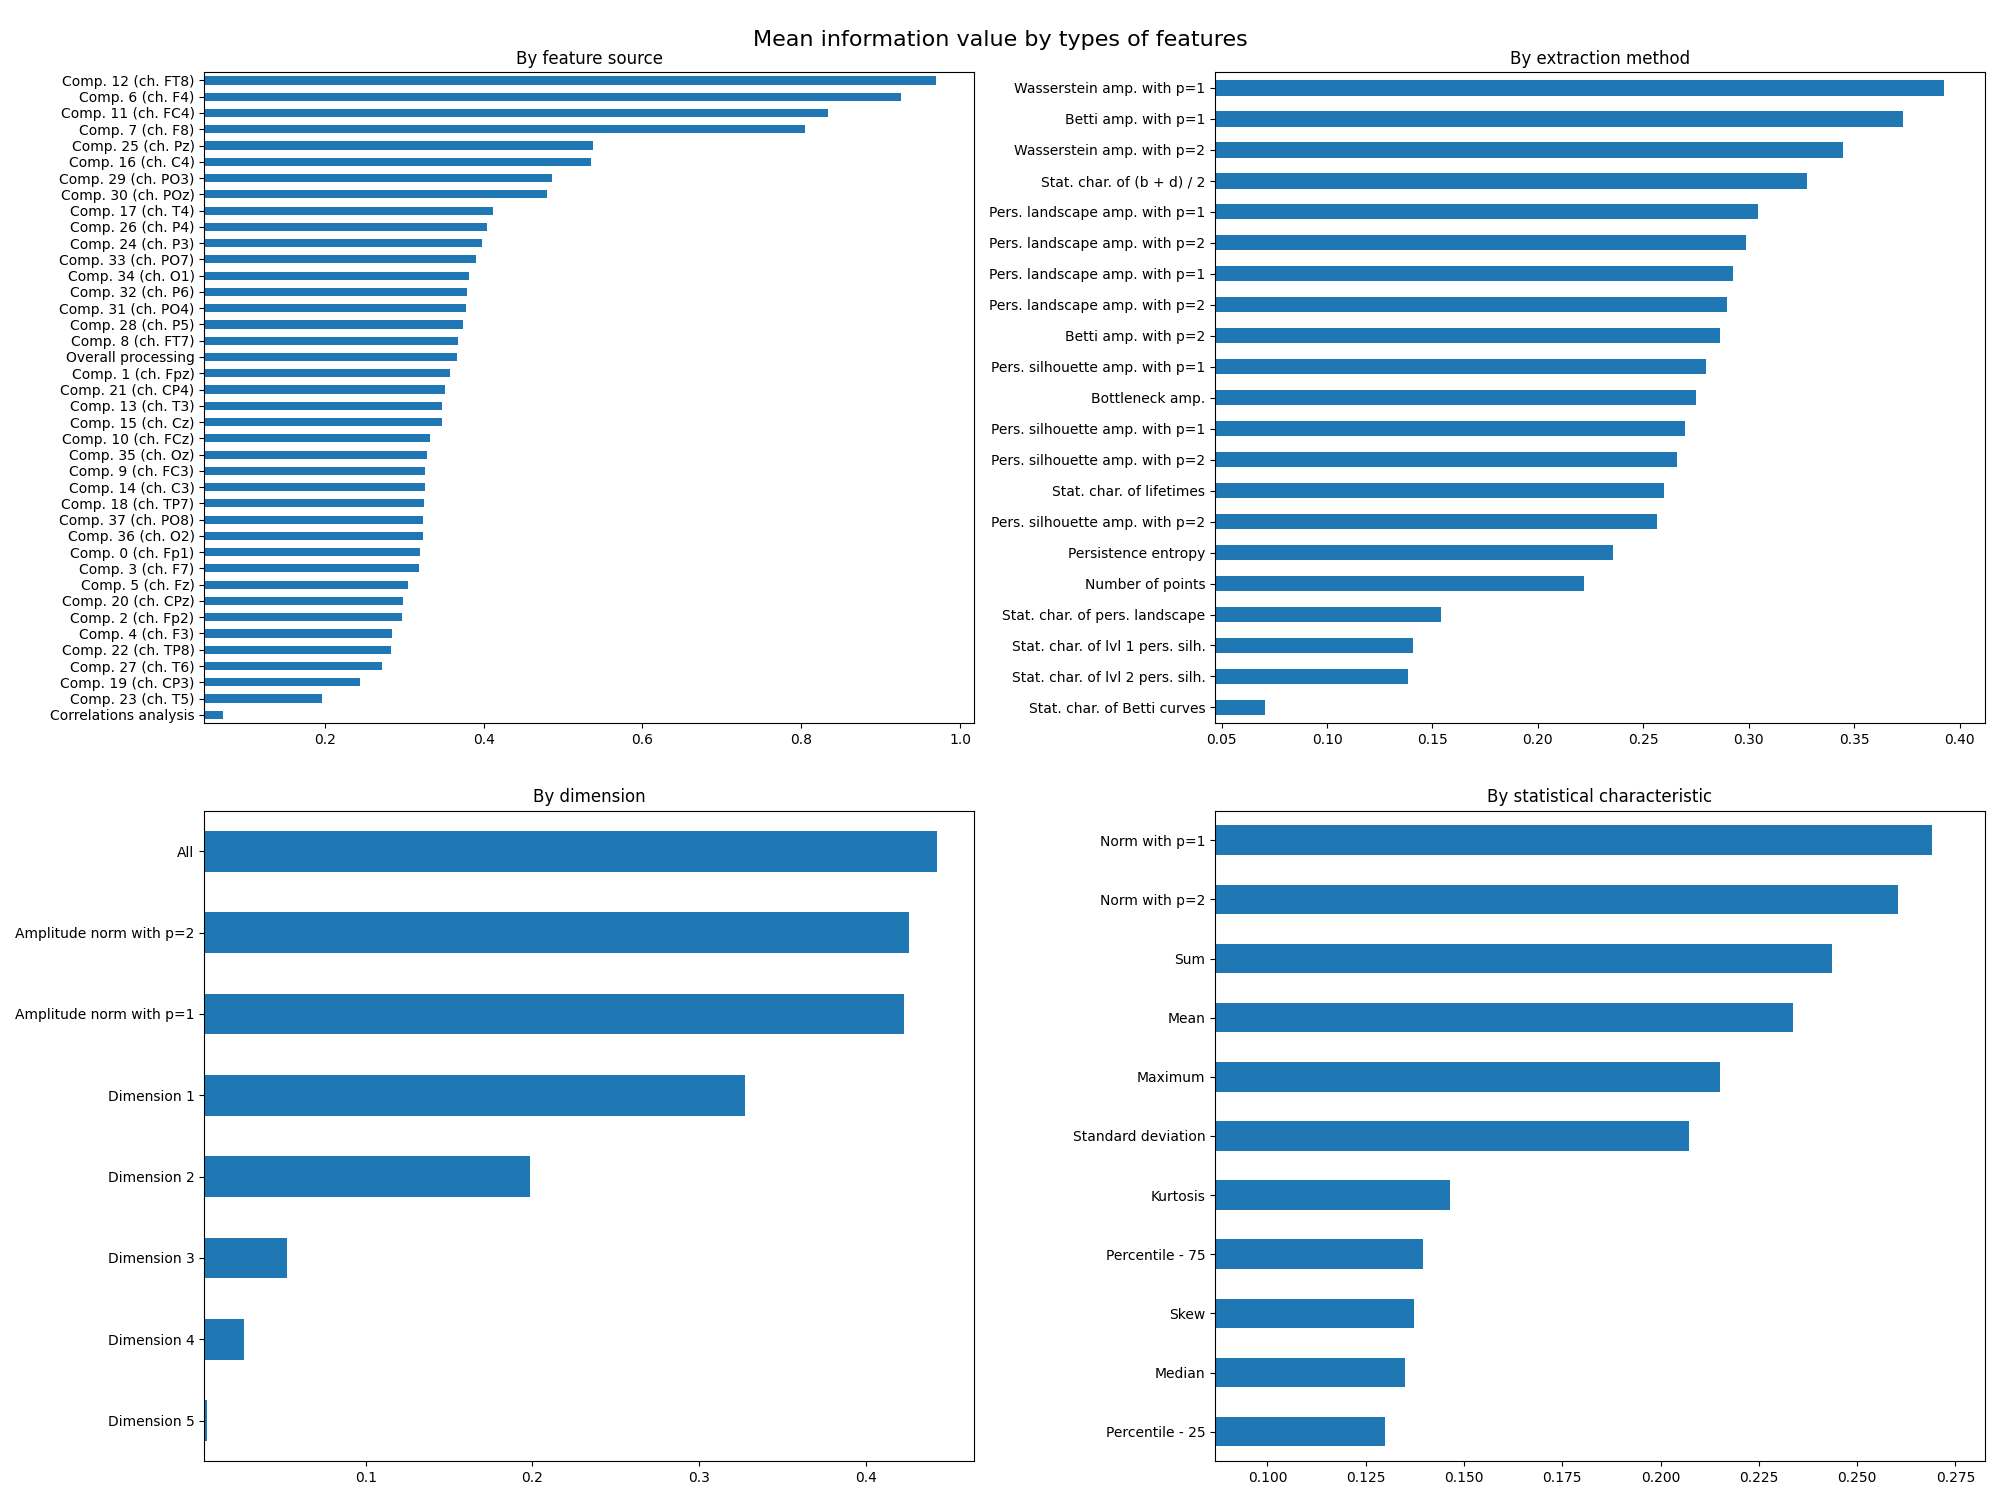 Mean information value by types of features
By feature source
Comp. 12 (ch. FT8)
Comp. 6 (ch. F4)
Comp. 11 (ch. FC4)
Comp. 7 (ch. F8)
Comp. 25 (ch. Pz)
Comp. 16 (ch. C4)
Comp. 29 (ch. PO3)
Comp. 30 (ch. POz)
Comp. 17 (ch. T4)
Comp. 26 (ch. P4)
Comp. 24 (ch. P3)
Comp. 33 (ch. PO7)
Comp. 34 (ch. O1)
Comp. 32 (ch. P6)
Comp. 31 (ch. PO4)
Comp. 28 (ch. P5)
Comp. 8 (ch. FT7)
Overall processing
Comp. 1 (ch. Fpz)
Comp. 21 (ch. CP4)
Comp. 13 (ch. T3)
Comp. 15 (ch. Cz)
Comp. 10 (ch. FCz)
Comp. 35 (ch. Oz)
Comp. 9 (ch. FC3)
Comp. 14 (ch. C3)
Comp. 18 (ch. TP7)
Comp. 37 (ch. PO8)
Comp. 36 (ch. O2)
Comp. 0 (ch. Fp1)
Comp. 3 (ch. F7)
Comp. 5 (ch. Fz)
Comp. 20 (ch. CPz)
Comp. 2 (ch. Fp2)
Comp. 4 (ch. F3)
Comp. 22 (ch. TP8)
Comp. 27 (ch. T6)
Comp. 19 (ch. CP3)
Comp. 23 (ch. T5)
Correlations analysis
0.2 0.4 0.6 0.8 1.0
By extraction method
Wasserstein amp. with p=1
Betti amp. with p=1
Wasserstein amp. with p=2
Stat. char. of (b + d) / 2
Pers. landscape amp. with p=1
Pers. landscape amp. with p=2
Pers. landscape amp. with p=1
Pers. landscape amp. with p=2
Betti amp. with p=2
Pers. silhouette amp. with p=1
Bottleneck amp.
Pers. silhouette amp. with p=1
Pers. silhouette amp. with p=2
Stat. char. of lifetimes
Pers. silhouette amp. with p=2
Persistence entropy
Number of points
Stat. char. of pers. landscape
Stat. char. of lvl 1 pers. silh.
Stat. char. of lvl 2 pers. silh.
Stat. char. of Betti curves
0.05 0.10 0.15 0.20 0.25 0.30 0.35 0.40
By dimension
All
Amplitude norm with p=2
Amplitude norm with p=1
Dimension 1
Dimension 2
Dimension 3
Dimension 4
Dimension 5
0.1 0.2 0.3 0.4
By statistical characteristic
Norm with p=1
Norm with p=2
Sum
Mean
Maximum
Standard deviation
Kurtosis
Percentile - 75
Skew
Median
Percentile - 25
0.100 0.125 0.150 0.175 0.200 0.225 0.250 0.275